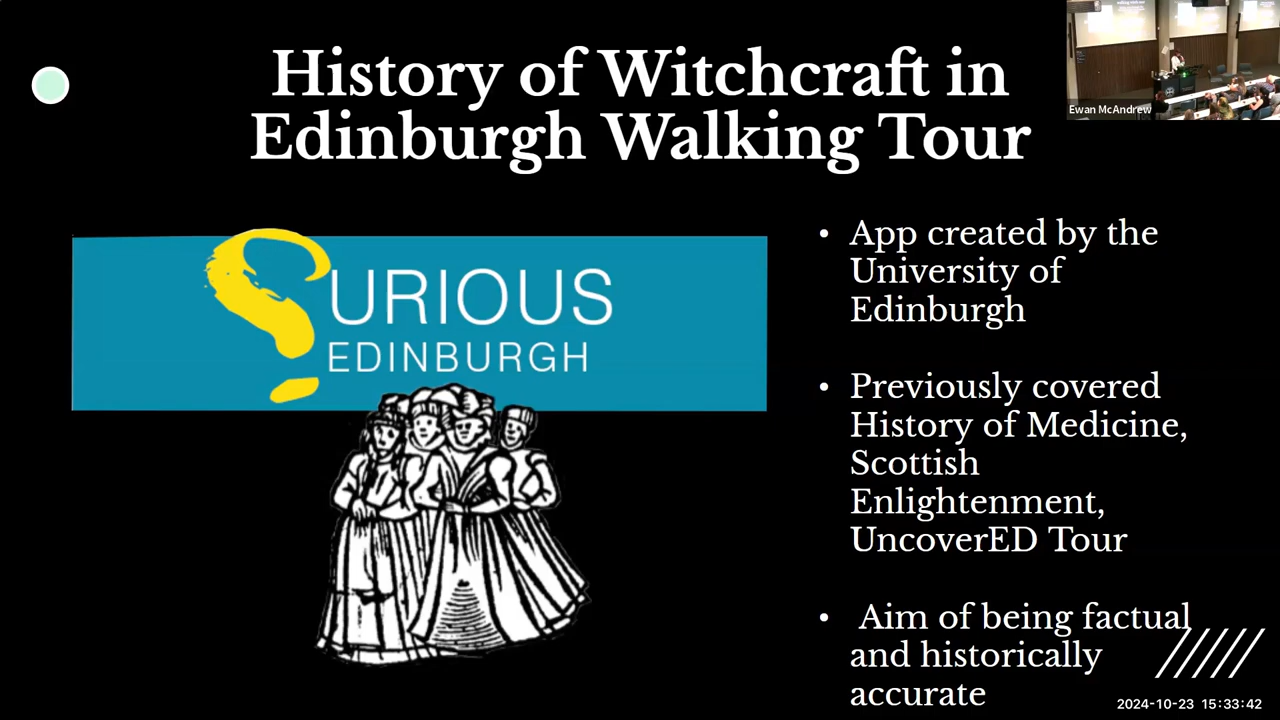 History of Witchcraft in
Edinburgh Walking Tour
Ewan McAndrew
URIOUS
EDINBURGH
• App created by the
University of
Edinburgh
• Previously covered
History of Medicine,
Scottish
Enlightenment,
UncoverED Tour
• Aim of being factual
and historically
accurate
2024-10-23 15:33:42